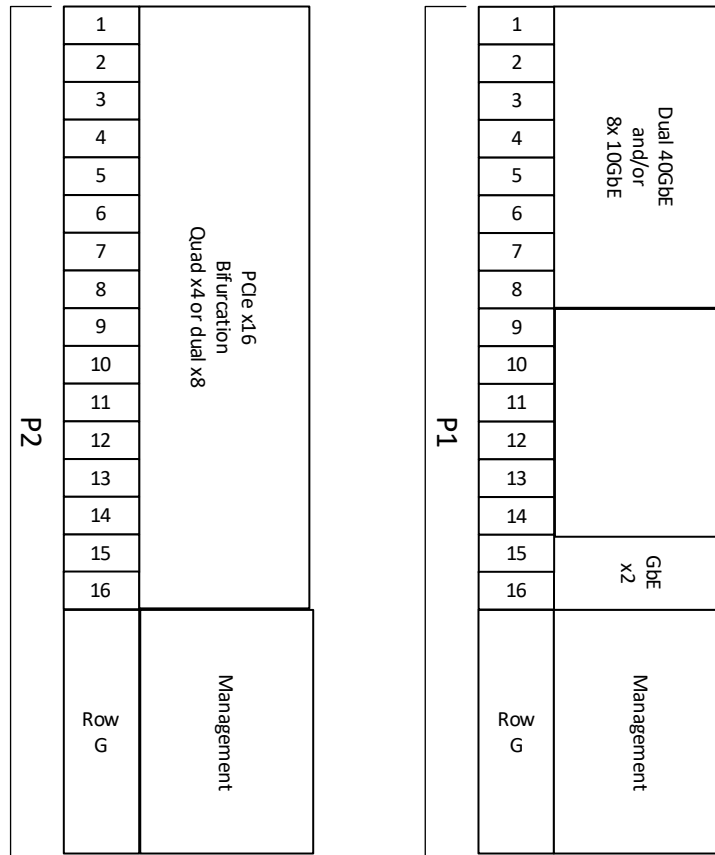 P2
1
2
3
4
5
6
7
8
9
10
11
12
13
14
15
16
Row
G
PCIe x16
Bifurcation
Quad x4 or dual x8
Management
P1
1
2
3
4
5
6
7
8
9
10
11
12
13
14
15
16
Row
G
Dual 40GbE
and/or
8x 10GbE
GbE
x2
Management